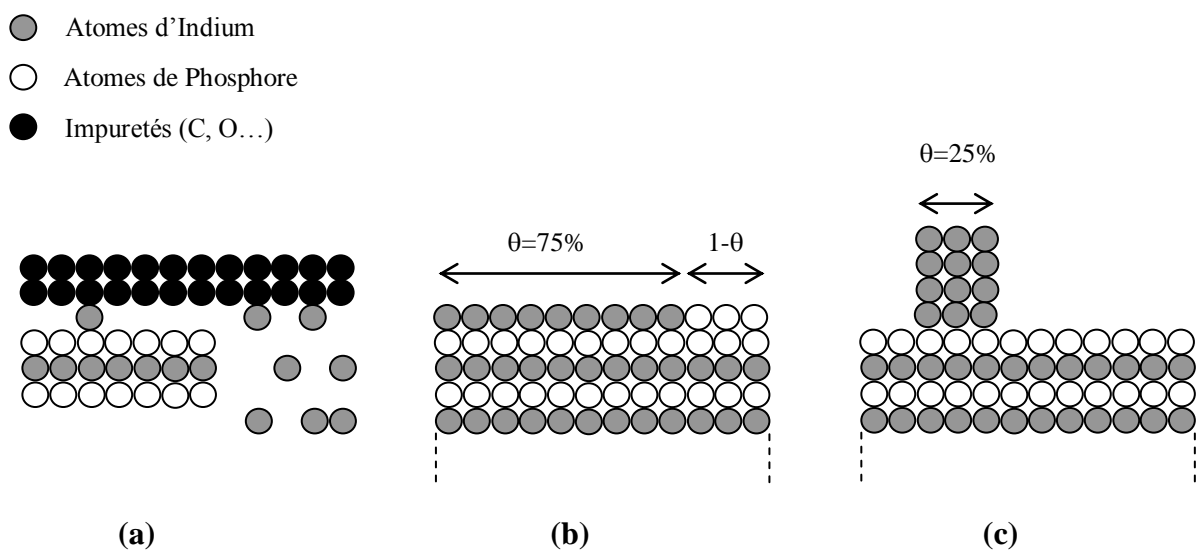 Atomes d'Indium
Atomes de Phosphore
Impuretés (C, O…)
θ=75%
1-θ
θ=25%
(a)
(b)
(c)